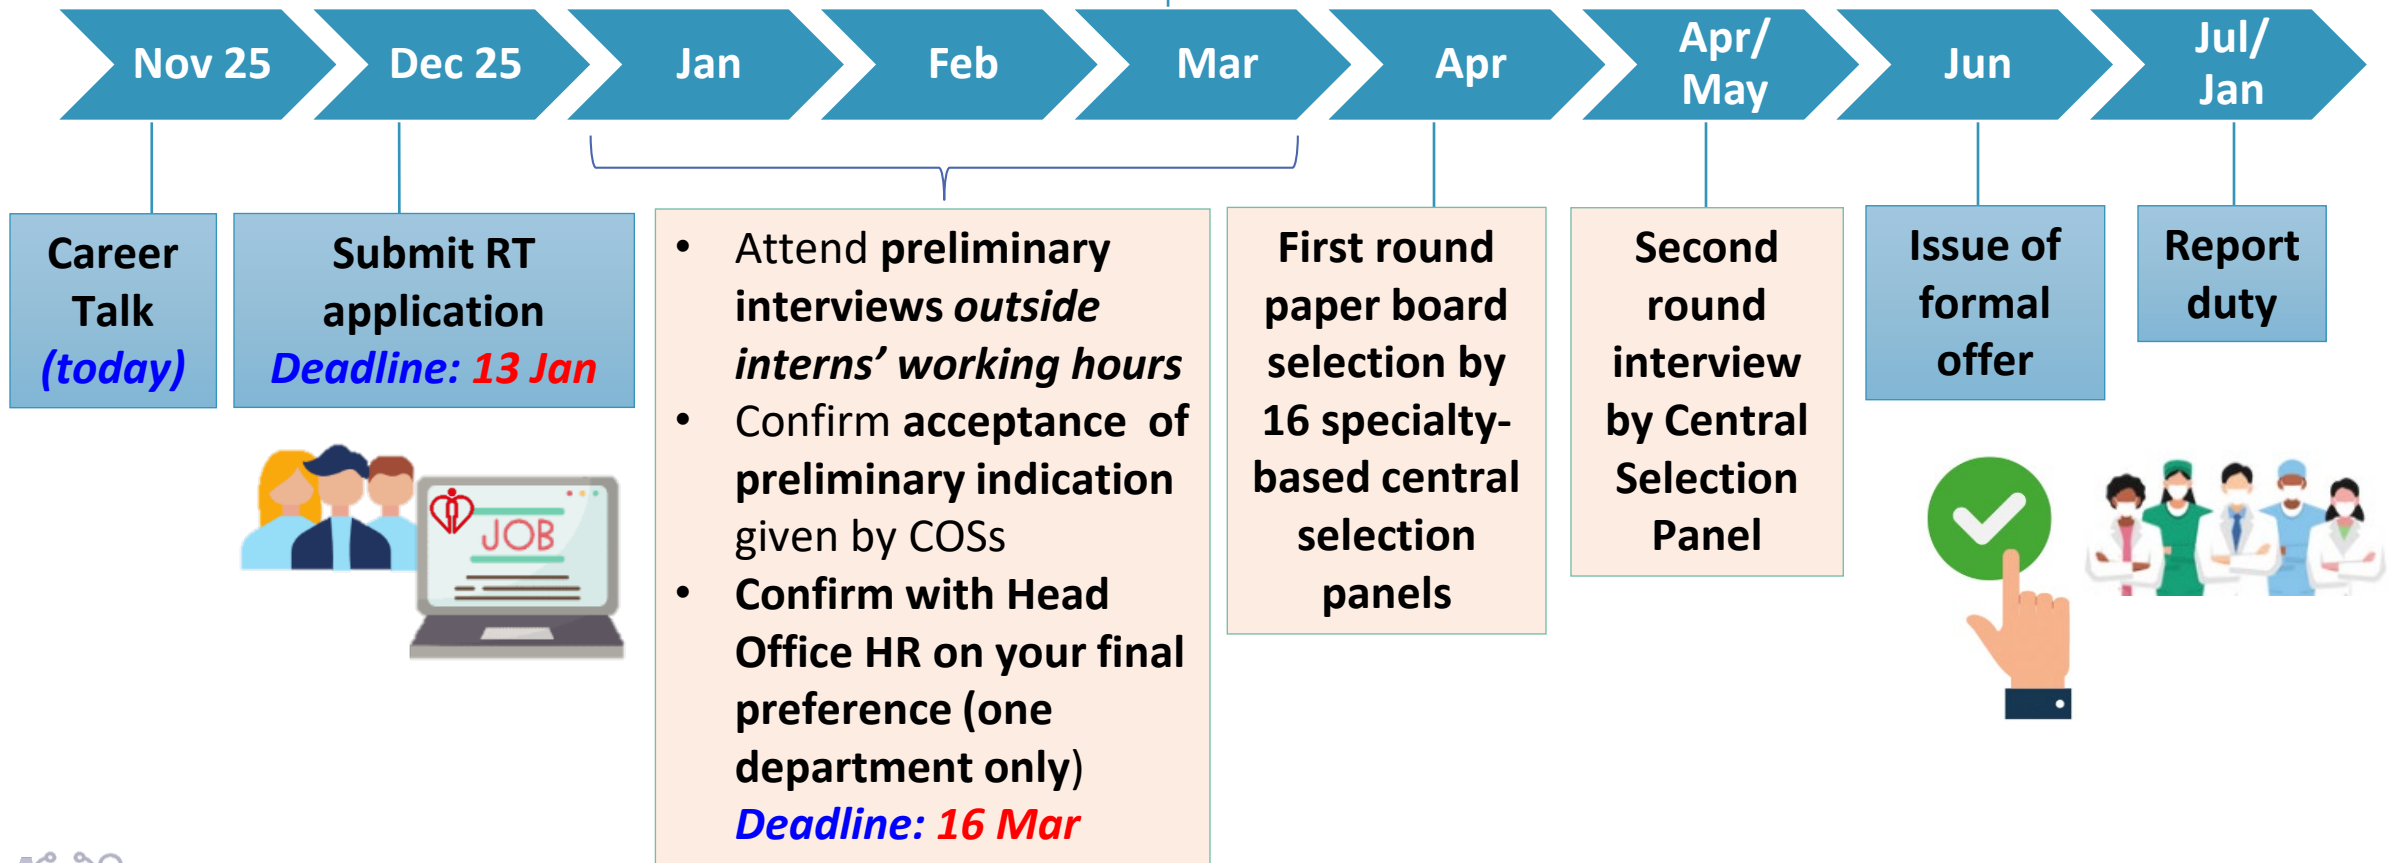 Nov 25
Dec 25
Jan
Feb
Mar
Apr
Apr/
May
Jun
Jul/
Jan
Career
Talk
(today)
Submit RT
application
Deadline: 13 Jan
• Attend preliminary
interviews outside
interns’ working hours
• Confirm acceptance of
preliminary indication
given by COSs
• Confirm with Head
Office HR on your final
preference (one
department only)
Deadline: 16 Mar
First round
paper board
selection by
16 specialty-
based central
selection
panels
Second
round
interview
by Central
Selection
Panel
Issue of
formal
offer
Report
duty
JOB